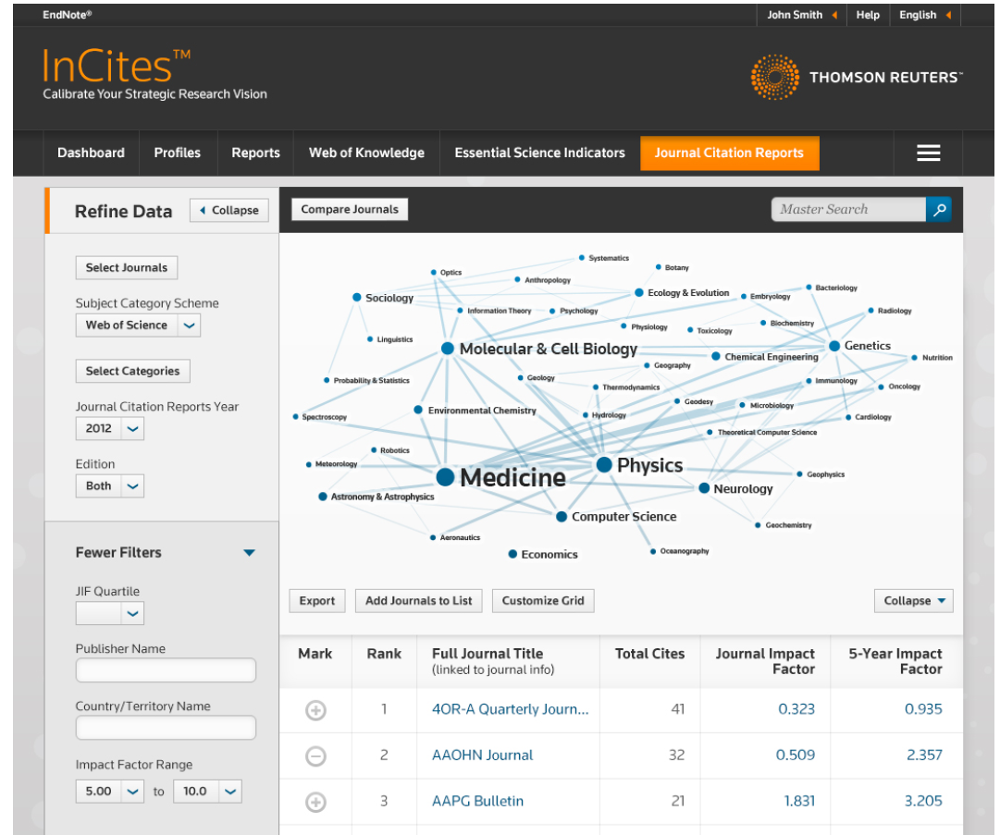 EndNote®
John Smith
Help
English
InCites™
Calibrate Your Strategic Research Vision
THOMSON REUTERS™
Dashboard
Profiles
Reports
Web of Knowledge
Essential Science Indicators
Journal Citation Reports
Refine Data
Collapse
Select Journals
Subject Category Scheme
Web of Science
Select Categories
Journal Citation Reports Year
2012
Edition
Both
Fewer Filters
JIF Quartile
Publisher Name
Country/Territory Name
Impact Factor Range
5.00 to 10.0
Compare Journals
Master Search
Systematics
Optics
Botany
Anthropology
Sociology
Ecology & Evolution
Embryology
Bacteriology
Information Theory
Psychology
Radiology
Physiology
Toxicology
Biochemistry
Linguistics
Molecular & Cell Biology
Genetics
Chemical Engineering
Nutrition
Geography
Probability & Statistics
Geology
Thermodynamics
Immunology
Oncology
Geodesy
Microbiology
Environmental Chemistry
Spectroscopy
Hydrology
Cardiology
Theoretical Computer Science
Robotics
Meteorology
Physics
Medicine
Geophysics
Neurology
Astronomy & Astrophysics
Computer Science
Geochemistry
Aeronautics
Economics
Oceanography
Export
Add Journals to List
Customize Grid
Collapse
Mark Rank Full Journal Title Total Cites Journal Impact 5-Year Impact
(linked to journal info) Factor Factor
1 4OR-A Quarterly Journ... 41 0.323 0.935
2 AAOHN Journal 32 0.509 2.357
3 AAPG Bulletin 21 1.831 3.205